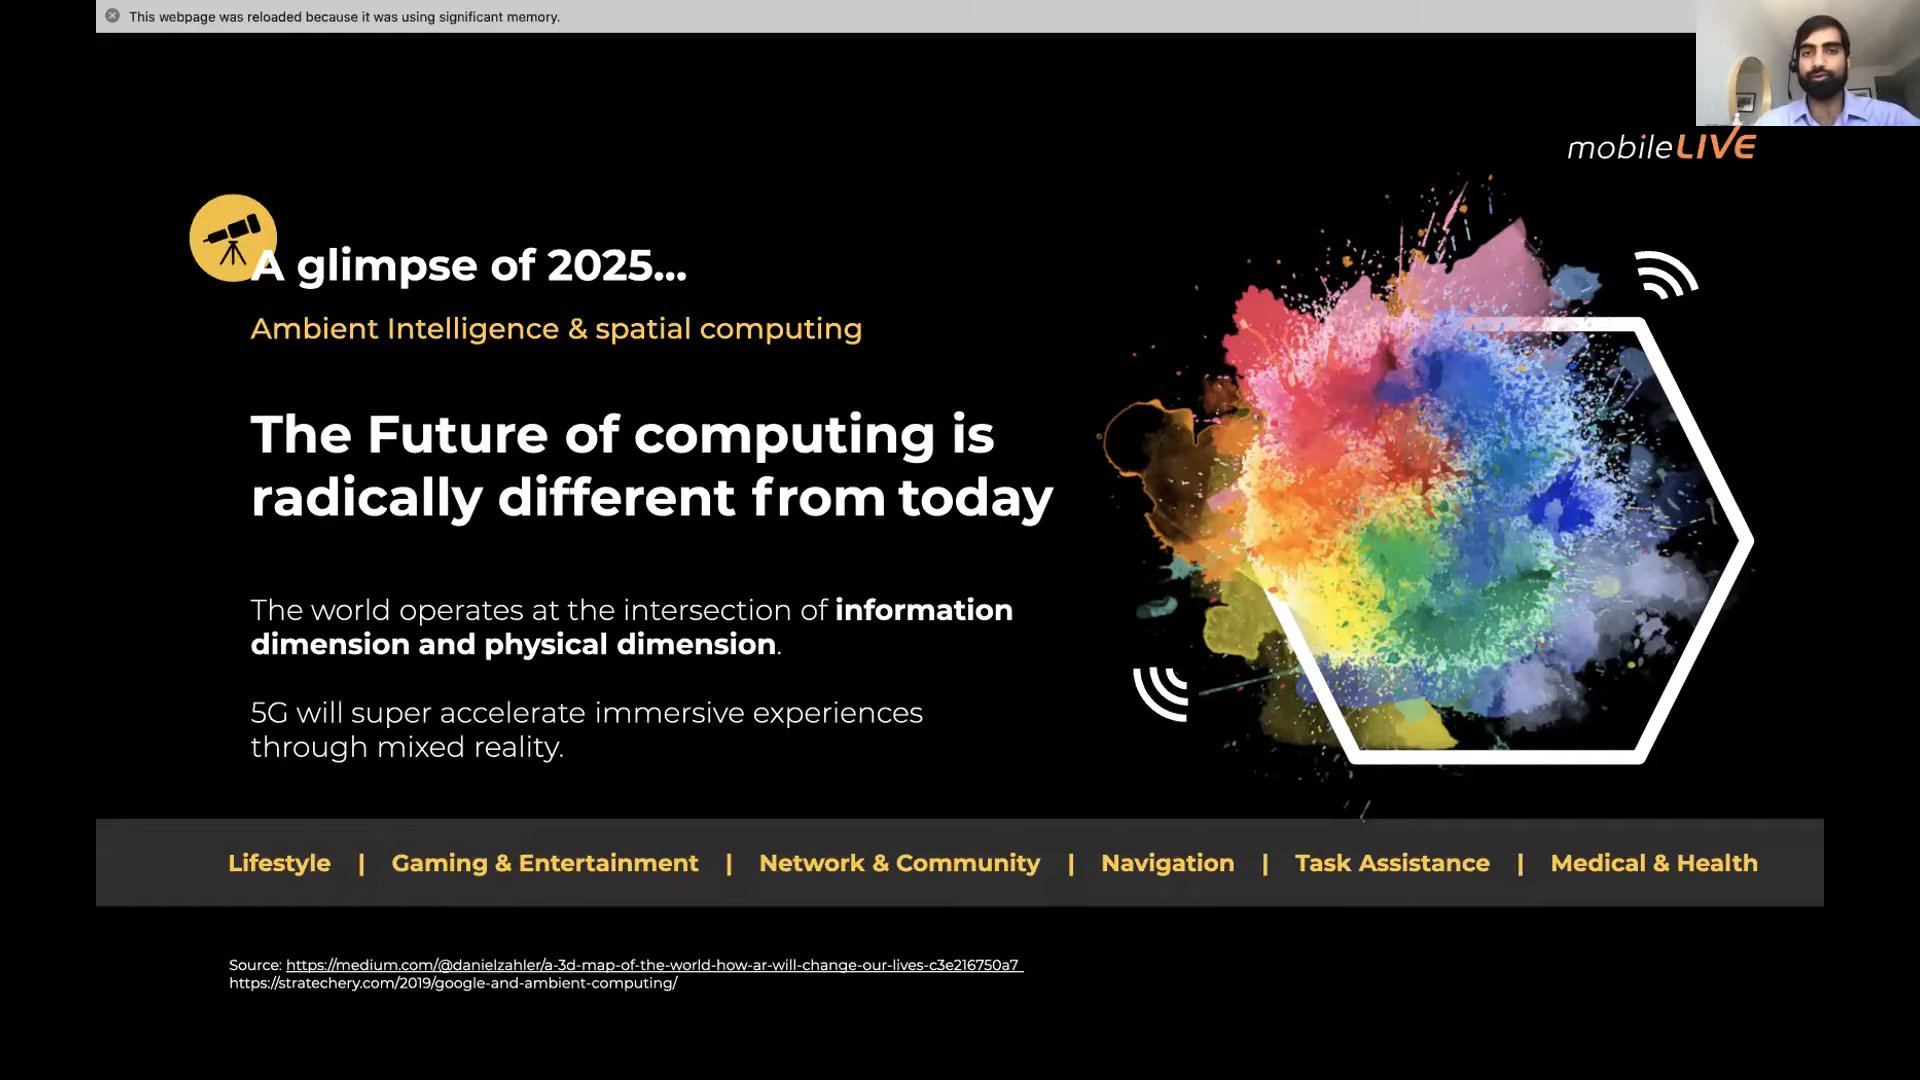 This webpage was reloaded because it was using significant memory.
mobileLIVE
A glimpse of 2025...
Ambient Intelligence & spatial computing
The Future of computing is
radically different from today
The world operates at the intersection of information
dimension and physical dimension.
5G will super accelerate immersive experiences
through mixed reality.
Lifestyle | Gaming & Entertainment | Network & Community | Navigation | Task Assistance | Medical & Health
Source: https://medium.com/@danielzahler/a-3d-map-of-the-world-how-ar-will-change-our-lives-c3e216750a7
https://stratechery.com/2019/google-and-ambient-computing/